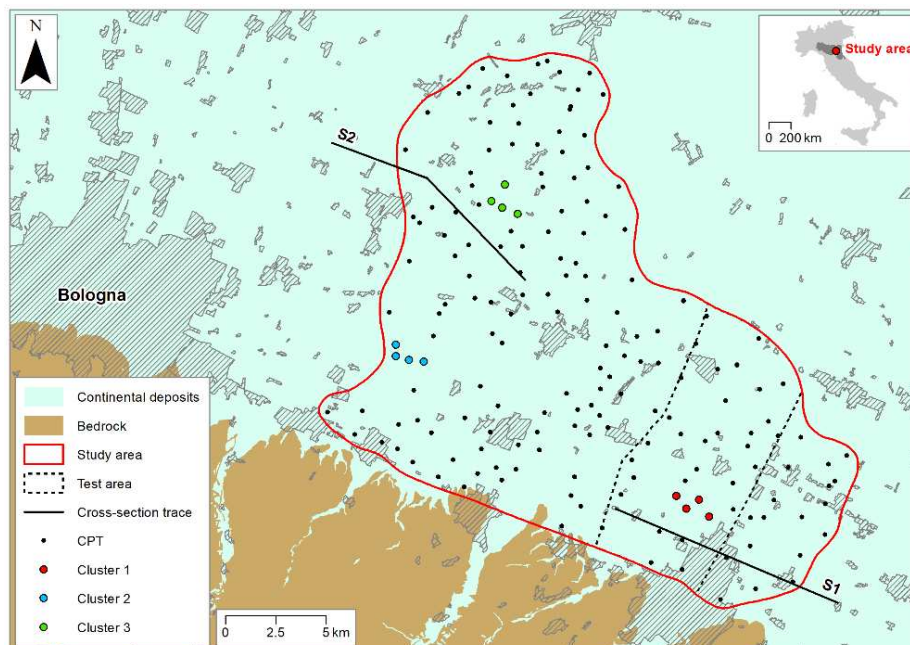 N
Study area
0 200 km
S2
Bologna
Continental deposits
Bedrock
Study area
Test area
Cross-section trace
CPT
Cluster 1
Cluster 2
Cluster 3
0 2.5 5 km
S1